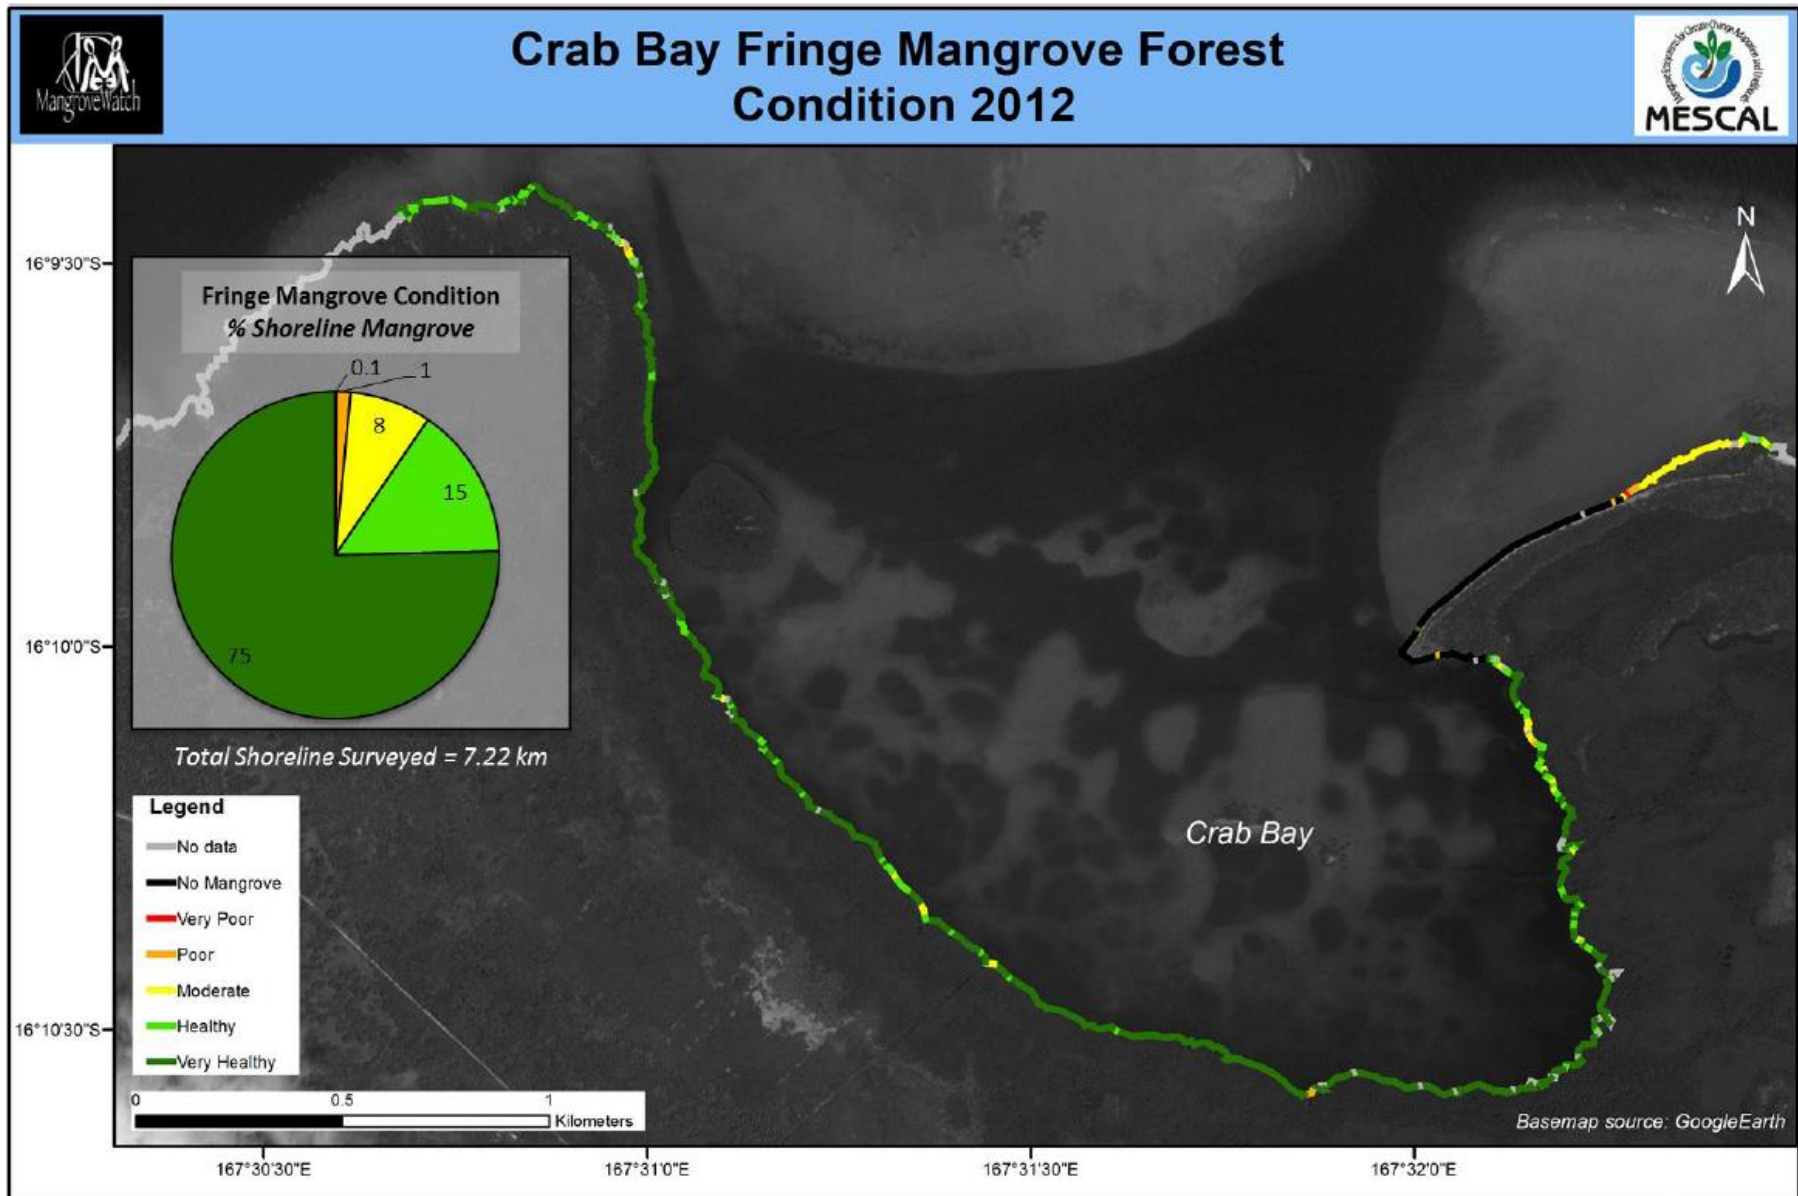 MangroveWatch
Crab Bay Fringe Mangrove Forest
Condition 2012
MESCAL
N
16°9'30"S
16°10'0"S
16°10'30"S
Fringe Mangrove Condition
% Shoreline Mangrove
0.1
1
8
15
75
Total Shoreline Surveyed = 7.22 km
Legend
No data
No Mangrove
Very Poor
Poor
Moderate
Healthy
Very Healthy
0 0.5 1
Kilometers
Crab Bay
Basemap source: GoogleEarth
167°30'30"E 167°31'0"E 167°31'30"E 167°32'0"E